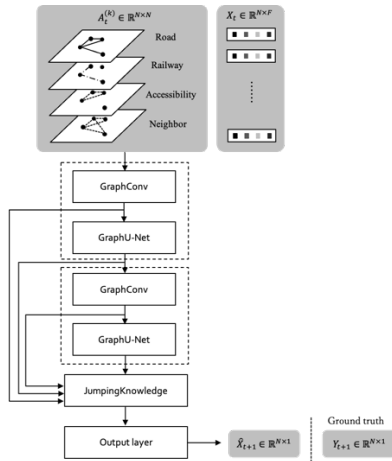 A_t^{(k)} ∈ ℝ^{N×N}
X_t ∈ ℝ^{N×F}
Road
Railway
Accessibility
Neighbor
GraphConv
GraphU-Net
GraphConv
GraphU-Net
JumpingKnowledge
Ground truth
Output layer
X̂_{t+1} ∈ ℝ^{N×1}
Y_{t+1} ∈ ℝ^{N×1}